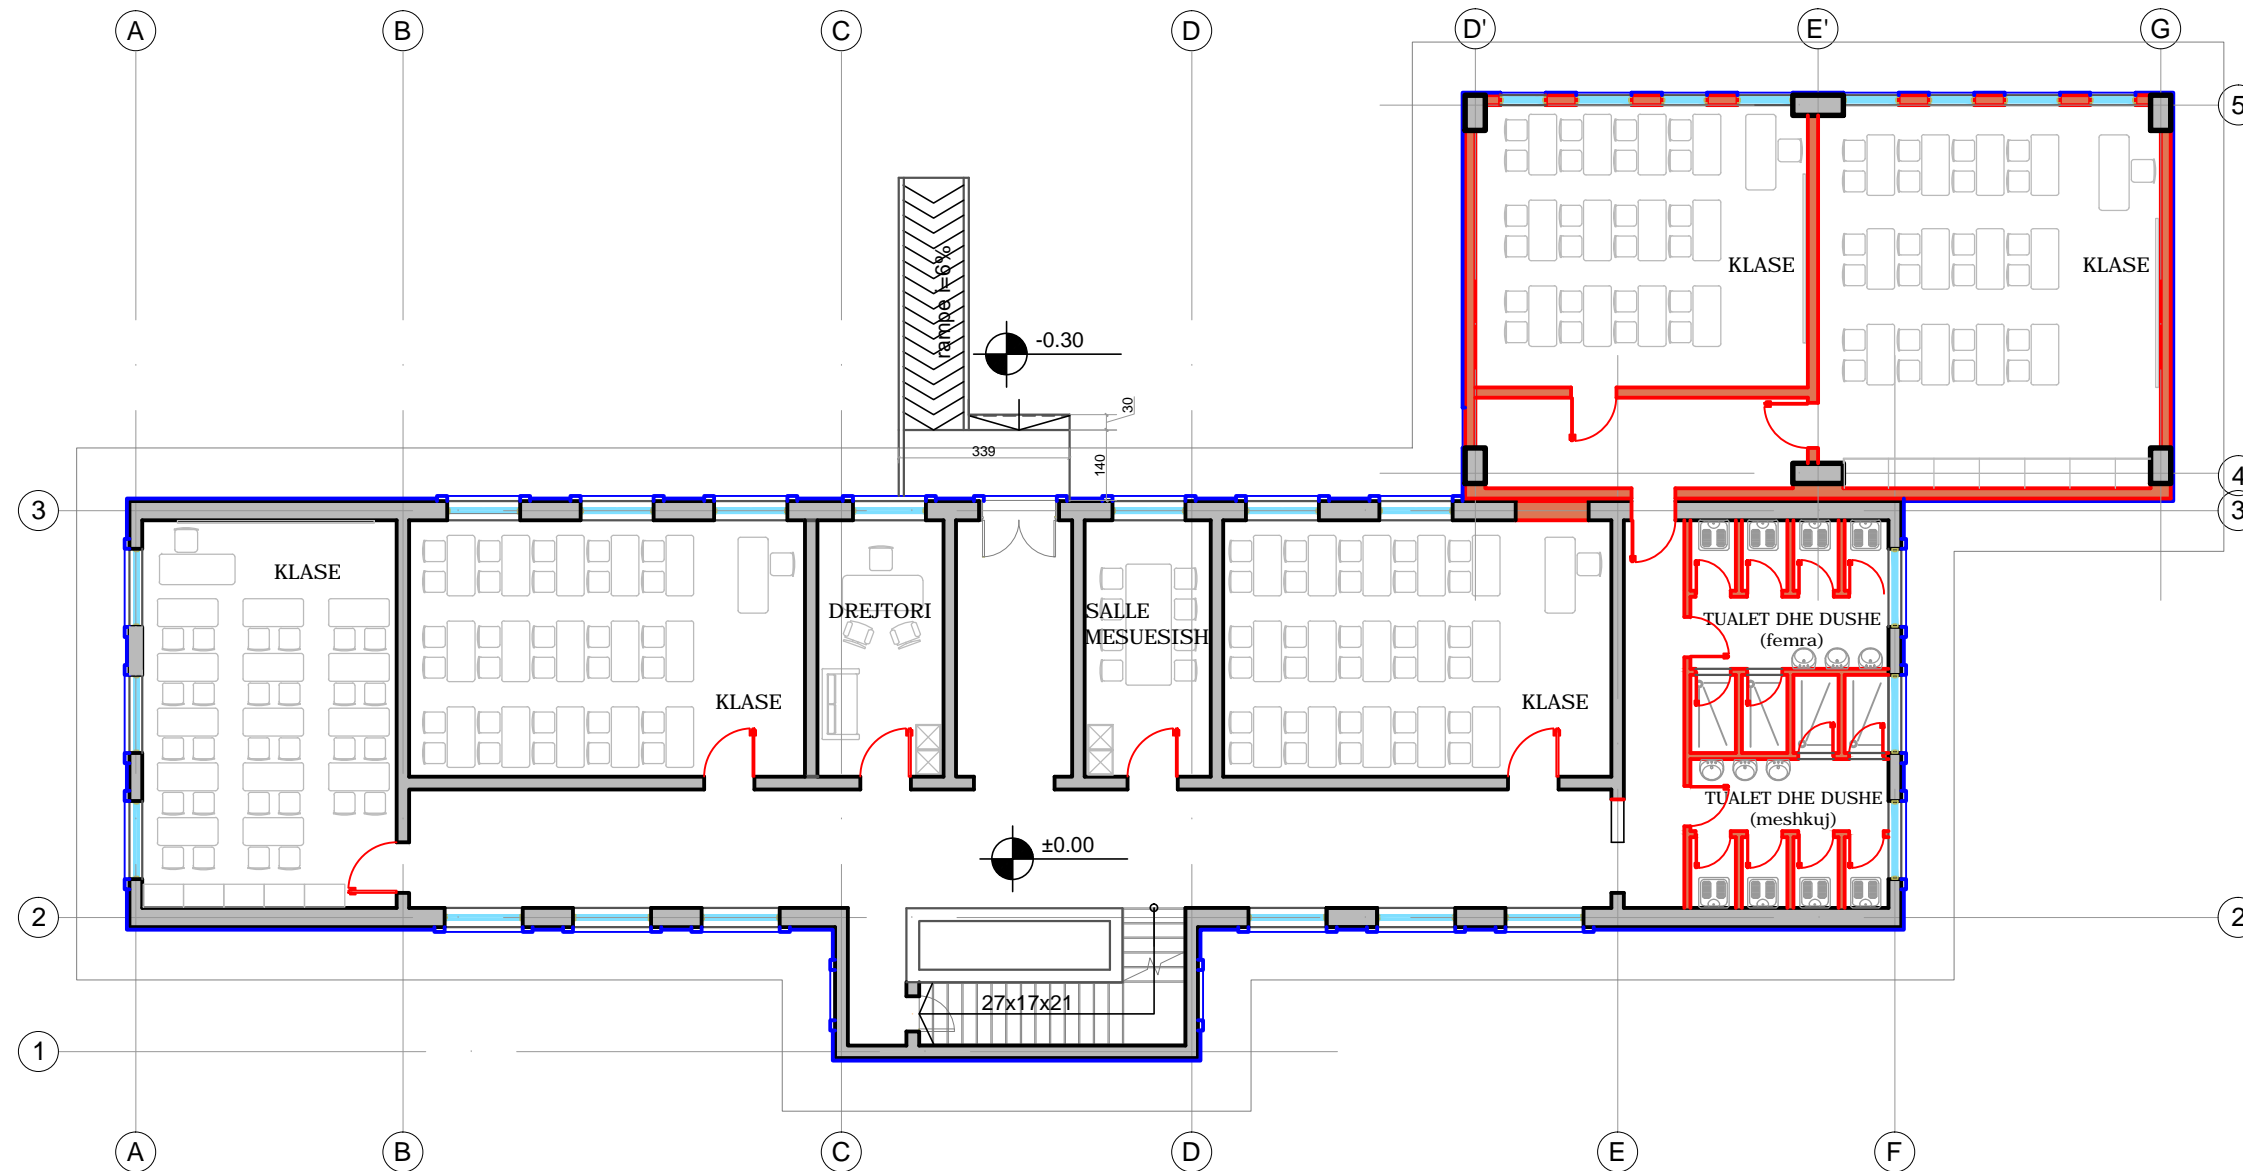 A
B
C
D
D'
E'
G
5
KLASE
KLASE
rampe I=6%
-0.30
30
339
140
4
3
3
KLASE
DREJTORI
SALLE
MESUESISH
TUALET DHE DUSHE
(femra)
KLASE
KLASE
TUALET DHE DUSHE
(meshkuj)
±0.00
2
2
27x17x21
1
A
B
C
D
E
F